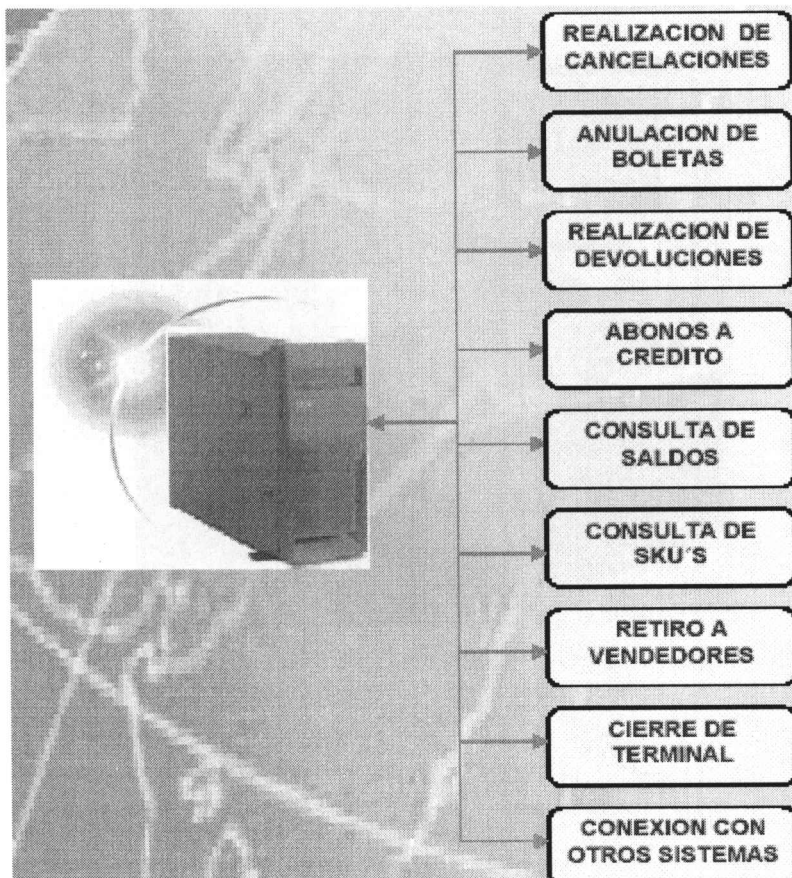 REALIZACION DE
CANCELACIONES
ANULACION DE
BOLETAS
REALIZACION DE
DEVOLUCIONES
ABONOS A
CREDITO
CONSULTA DE
SALDOS
CONSULTA DE
SKU´S
RETIRO A
VENDEDORES
CIERRE DE
TERMINAL
CONEXION CON
OTROS SISTEMAS